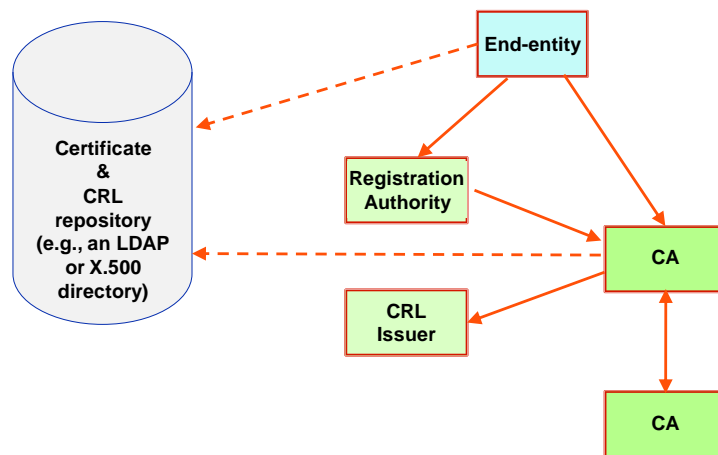 End-entity
Certificate
&
CRL
repository
(e.g., an LDAP
or X.500
directory)
Registration
Authority
CA
CRL
Issuer
CA